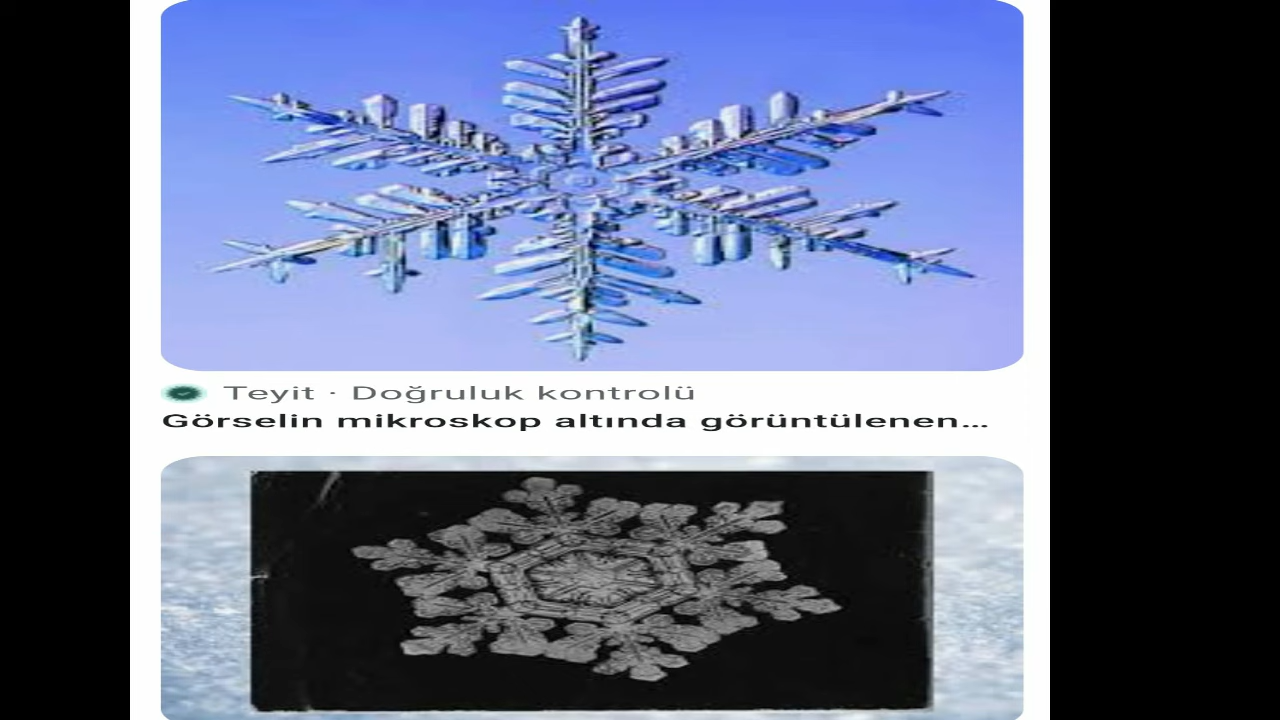 Teyit · Doğruluk kontrolü
Görselin mikroskop altında görüntülenen...